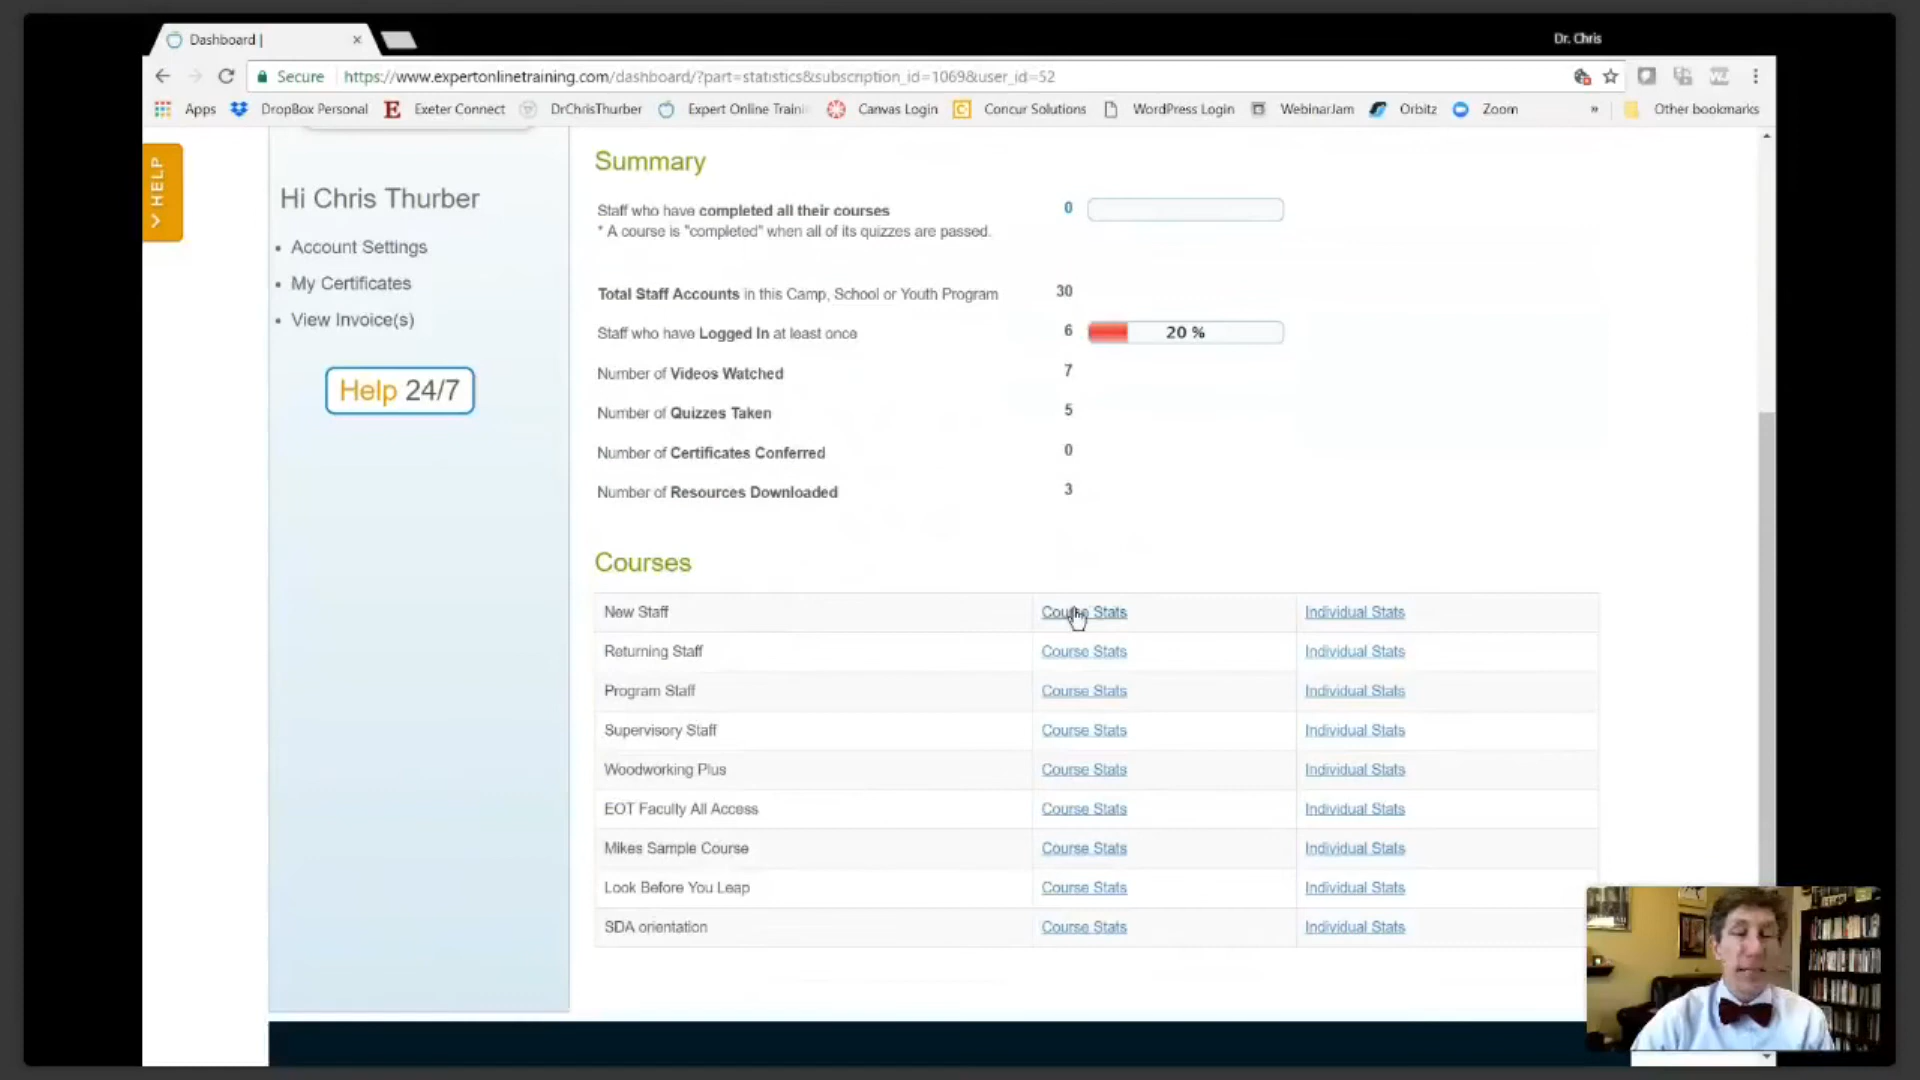 Dashboard |
Dr. Chris
Secure https://www.expertonlinetraining.com/dashboard/?part=statistics&subscription_id=1069&user_id=52
Apps DropBox Personal Exeter Connect DrChrisThurber Expert Online Traini Canvas Login Concur Solutions WordPress Login WebinarJam Orbitz Zoom » Other bookmarks
HELP
Hi Chris Thurber
• Account Settings
• My Certificates
• View Invoice(s)
Help 24/7
Summary
Staff who have completed all their courses 0
* A course is "completed" when all of its quizzes are passed.
Total Staff Accounts in this Camp, School or Youth Program 30
Staff who have Logged In at least once 6 20 %
Number of Videos Watched 7
Number of Quizzes Taken 5
Number of Certificates Conferred 0
Number of Resources Downloaded 3
Courses
New Staff Course Stats Individual Stats
Returning Staff Course Stats Individual Stats
Program Staff Course Stats Individual Stats
Supervisory Staff Course Stats Individual Stats
Woodworking Plus Course Stats Individual Stats
EOT Faculty All Access Course Stats Individual Stats
Mikes Sample Course Course Stats Individual Stats
Look Before You Leap Course Stats Individual Stats
SDA orientation Course Stats Individual Stats